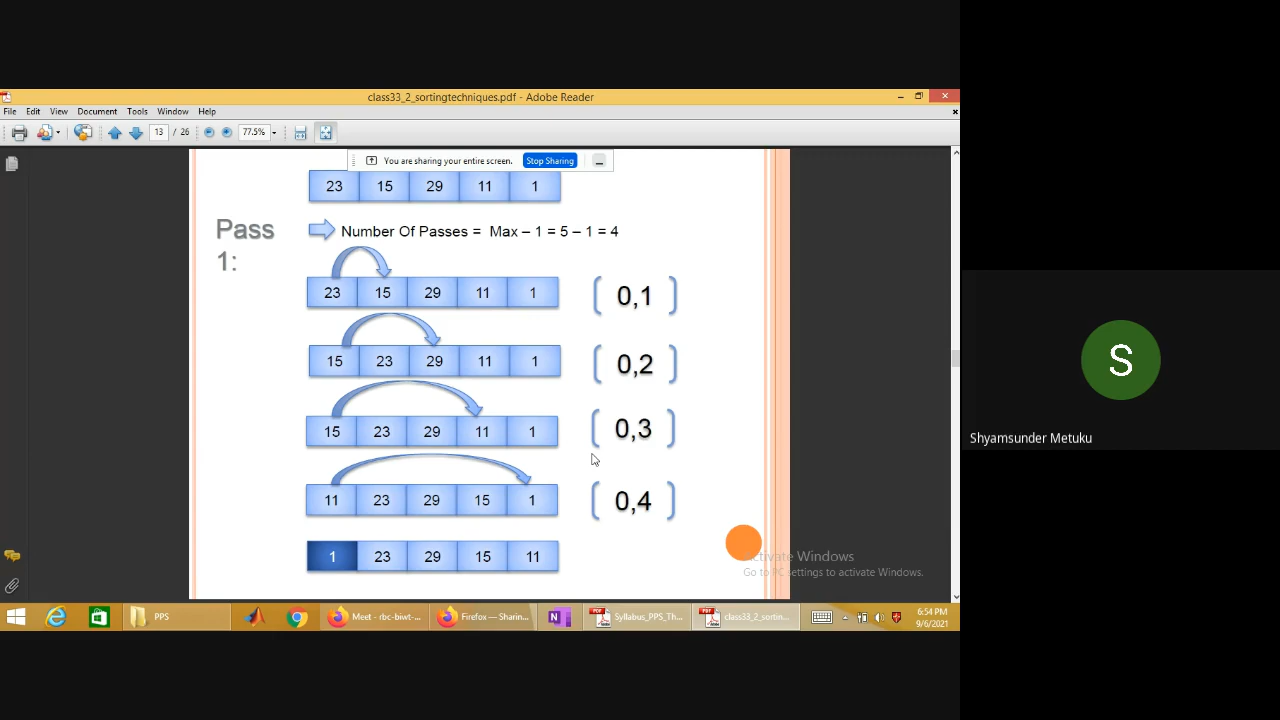 class33_2_sortingtechniques.pdf - Adobe Reader
File Edit View Document Tools Window Help
13 / 26 77.5%
You are sharing your entire screen. Stop Sharing
23 15 29 11 1
Pass 1:
Number Of Passes = Max – 1 = 5 – 1 = 4
23 15 29 11 1 0,1
15 23 29 11 1 0,2
15 23 29 11 1 0,3
11 23 29 15 1 0,4
1 23 29 15 11
Activate Windows
Go to PC settings to activate Windows.
S
Shyamsunder Metuku
PPS
Meet - rbc-biwt-...
Firefox — Sharin...
Syllabus_PPS_Th...
class33_2_sortin...
6:54 PM
9/6/2021